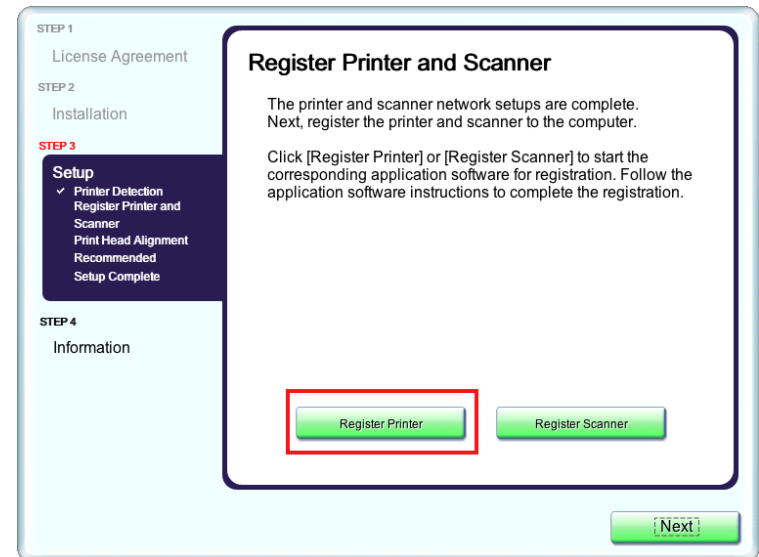 STEP 1
License Agreement
STEP 2
Installation
STEP 3
Setup
Printer Detection
Register Printer and
Scanner
Print Head Alignment
Recommended
Setup Complete
STEP 4
Information
Register Printer and Scanner
The printer and scanner network setups are complete.
Next, register the printer and scanner to the computer.
Click [Register Printer] or [Register Scanner] to start the
corresponding application software for registration. Follow the
application software instructions to complete the registration.
Register Printer
Register Scanner
Next